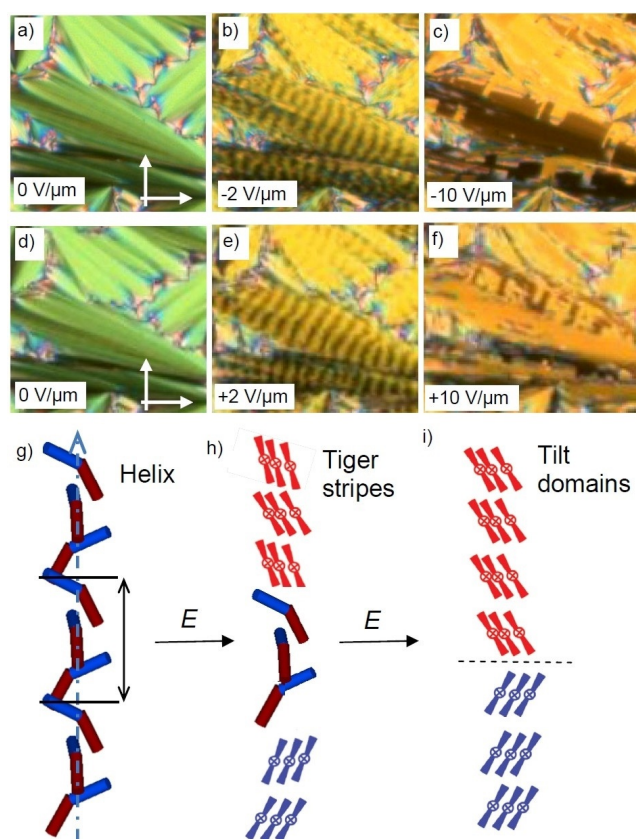 a)
b)
c)
0 V/μm
-2 V/μm
-10 V/μm
d)
e)
f)
0 V/μm
+2 V/μm
+10 V/μm
g)
Helix
h)
Tiger
stripes
i)
Tilt
domains
E
E